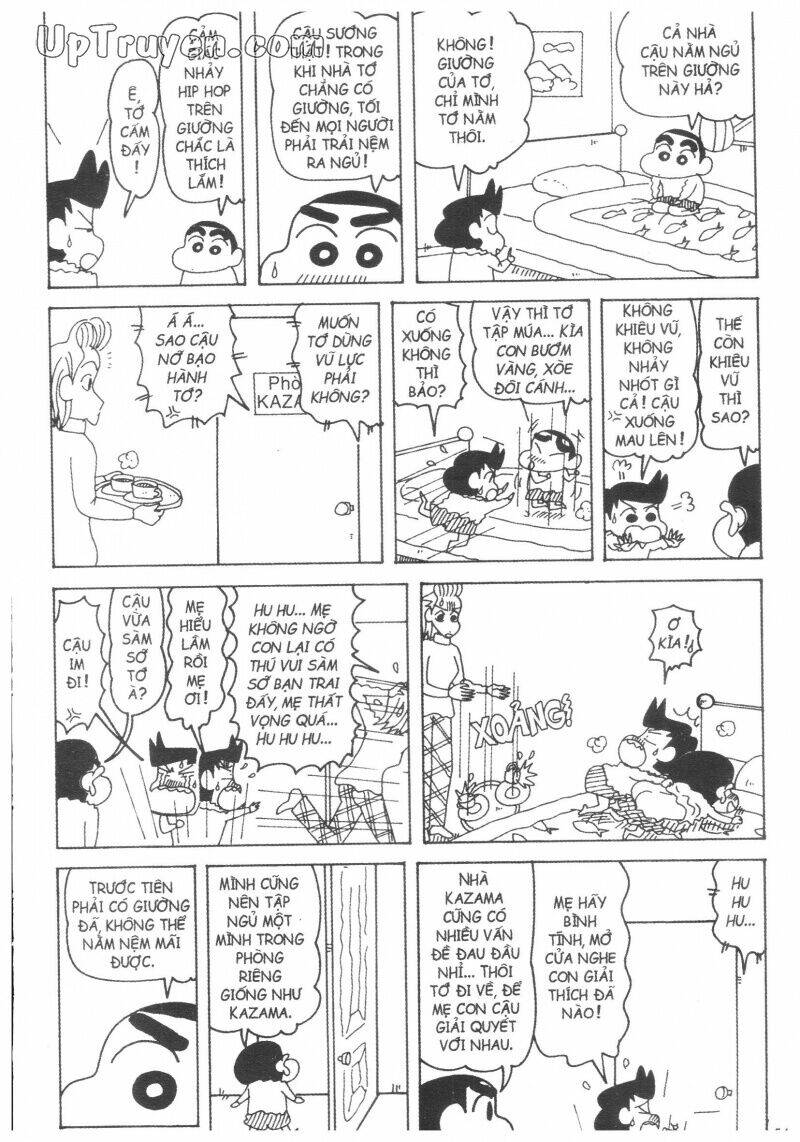 UpTruyen.com
CẢ NHÀ
CẬU NẰM NGỦ
TRÊN GIƯỜNG
NÀY HẢ?
KHÔNG!
GIƯỜNG
CỦA TỚ,
CHỈ MÌNH
TỚ NẰM
THÔI.
CẬU SƯỚNG
TRONG
KHI NHÀ TỚ
CHẲNG CÓ
GIƯỜNG, TỐI
ĐẾN MỌI NGƯỜI
PHẢI TRẢI NỆM
RA NGỦ!
CẢM
GIÁC
NHẢY
HIP HOP
TRÊN
GIƯỜNG
CHẮC LÀ
THÍCH
LẮM!
Ê,
TỚ
CẤM
ĐẤY!
THẾ
CÒN
KHIÊU
VŨ
THÌ
SAO?
KHÔNG
KHIÊU VŨ,
KHÔNG
NHẢY
NHÓT GÌ
CẢ! CẬU
XUỐNG
MAU LÊN!
VẬY THÌ TỚ
TẬP MÚA... KÌA
CON BƯỚM
VÀNG, XÒE
ĐÔI CÁNH...
CÓ
XUỐNG
KHÔNG
THÌ
BẢO?
MUỐN
TỚ DÙNG
VŨ LỰC
PHẢI
KHÔNG?
Á Á...
SAO CẬU
NỠ BẠO
HÀNH
TỚ?
Phò
KAZA
Ơ
KÌA!
XOẢNG!
HU HU... MẸ
KHÔNG NGỜ
CON LẠI CÓ
THÚ VUI SÀM
SỠ BẠN TRAI
ĐẤY, MẸ THẤT
VỌNG QUÁ...
HU HU HU...
MẸ
HIỂU
LẦM
RỒI
MẸ
ƠI!
CẬU
VỪA
SÀM
SỠ
TỚ
À?
CẬU
IM
ĐI!
HU
HU
HU...
MẸ HÃY
BÌNH
TĨNH, MỞ
CỬA NGHE
CON GIẢI
THÍCH ĐÃ
NÀO!
NHÀ
KAZAMA
CŨNG CÓ
NHIỀU VẤN
ĐỀ ĐAU ĐẦU
NHỈ... THÔI
TỚ ĐI VỀ, ĐỂ
MẸ CON CẬU
GIẢI QUYẾT
VỚI NHAU.
MÌNH CŨNG
NÊN TẬP
NGỦ MỘT
MÌNH TRONG
PHÒNG
RIÊNG
GIỐNG NHƯ
KAZAMA.
TRƯỚC TIÊN
PHẢI CÓ GIƯỜNG
ĐÃ, KHÔNG THỂ
NẰM NỆM MÃI
ĐƯỢC.